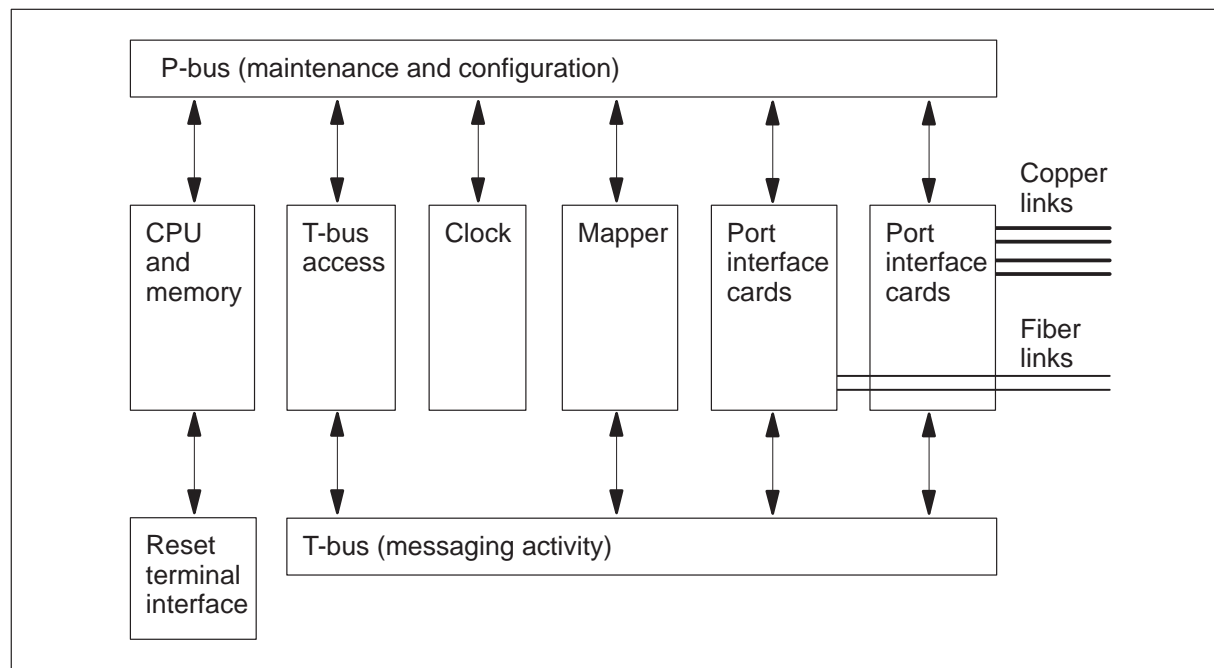 P-bus (maintenance and configuration)
Copper
links
CPU
and
memory
T-bus
access
Clock
Mapper
Port
interface
cards
Port
interface
cards
Fiber
links
Reset
terminal
interface
T-bus (messaging activity)